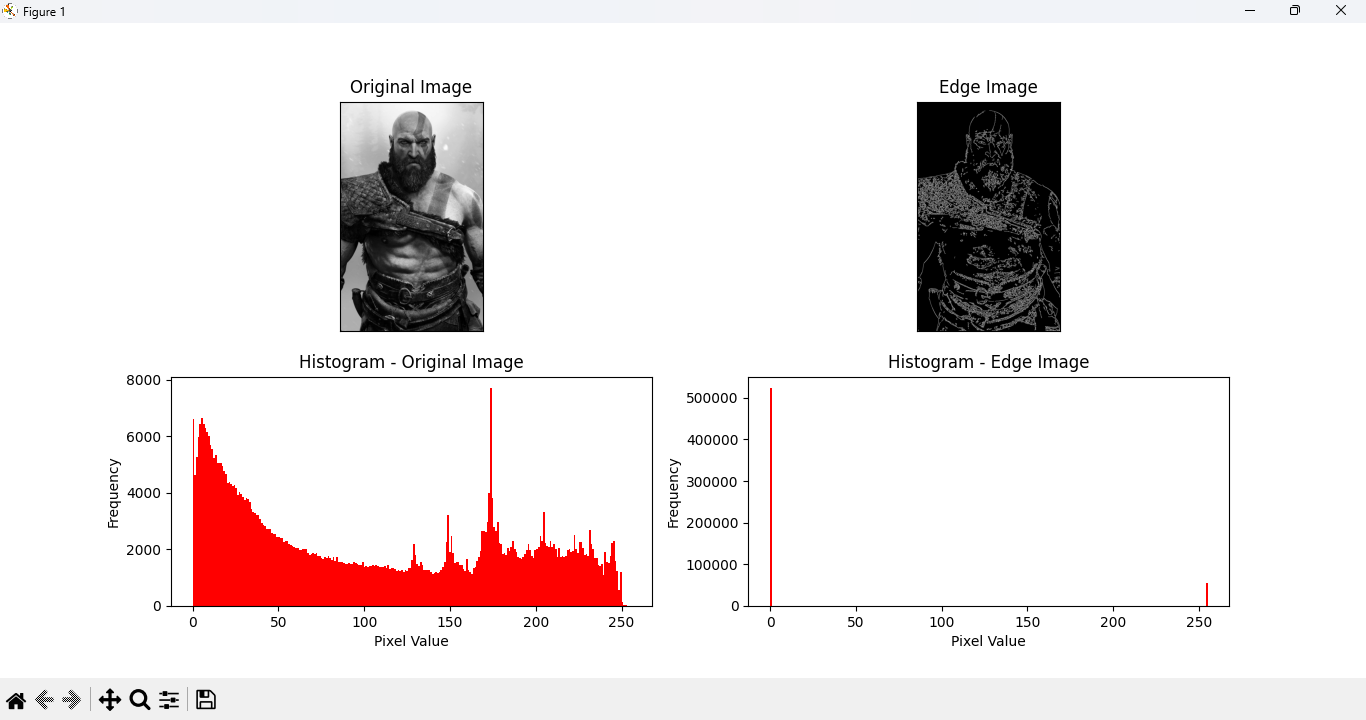 Figure 1
Original Image
Edge Image
Histogram - Original Image
Histogram - Edge Image
8000
6000
4000
2000
0
Frequency
0 50 100 150 200 250
Pixel Value
500000
400000
300000
200000
100000
0
Frequency
0 50 100 150 200 250
Pixel Value